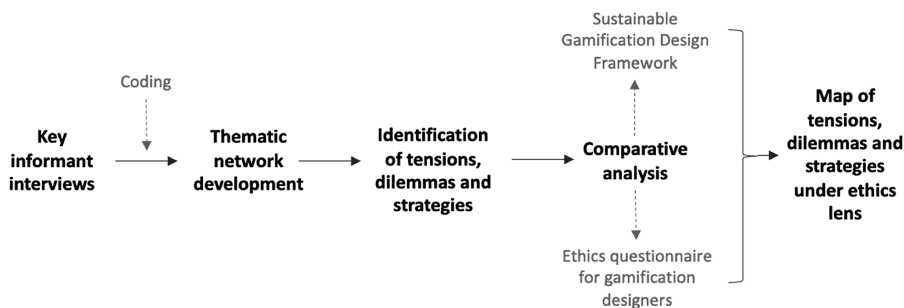 Coding
Key
informant
interviews
Thematic
network
development
Identification
of tensions,
dilemmas and
strategies
Sustainable
Gamification Design
Framework
Comparative
analysis
Ethics questionnaire
for gamification
designers
Map of
tensions,
dilemmas and
strategies
under ethics
lens